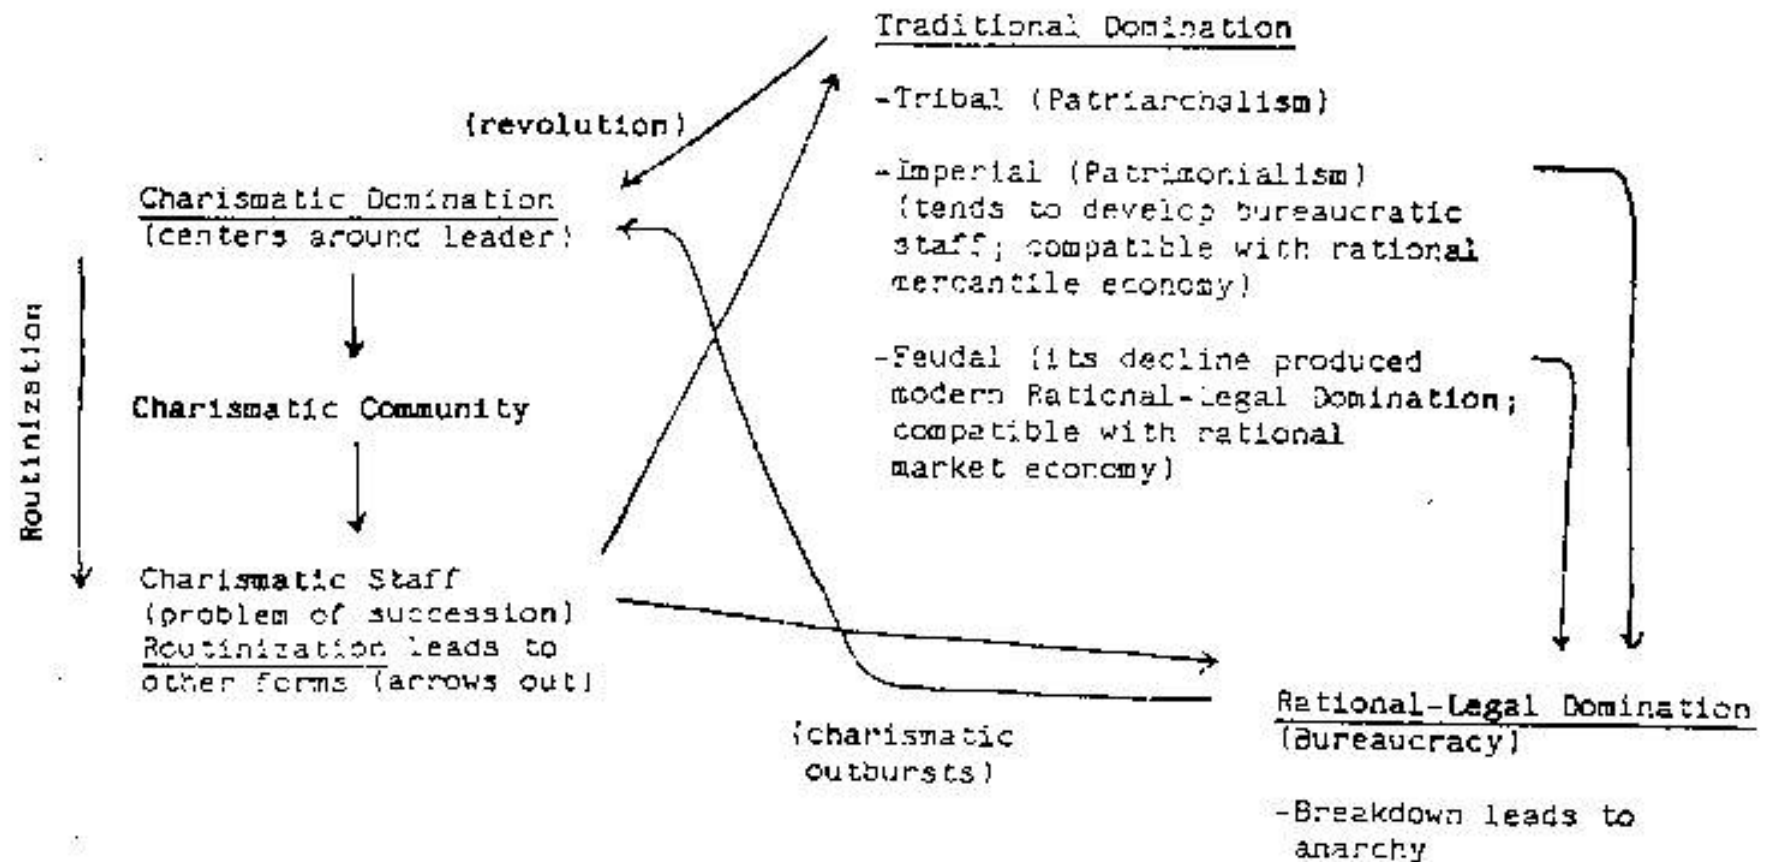 Traditional Domination
-Tribal (Patriarchalism)
(revolution)
-Imperial (Patrimonialism)
(tends to develop bureaucratic
staff; compatible with rational
mercantile economy)
Charismatic Domination
(centers around leader)
Routinization
-Feudal (its decline produced
modern Rational-Legal Domination;
compatible with rational
market economy)
Charismatic Community
Charismatic Staff
(problem of succession)
Routinization leads to
other forms (arrows out)
(charismatic
outbursts)
Rational-Legal Domination
(Bureaucracy)
-Breakdown leads to
anarchy